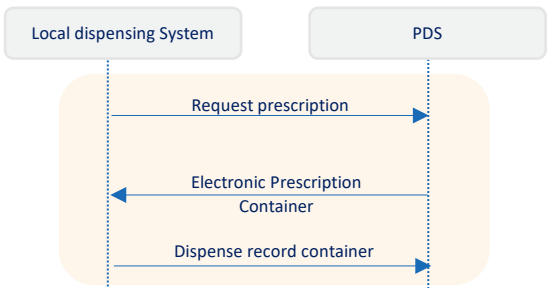 Local dispensing System
PDS
Request prescription
Electronic Prescription
Container
Dispense record container